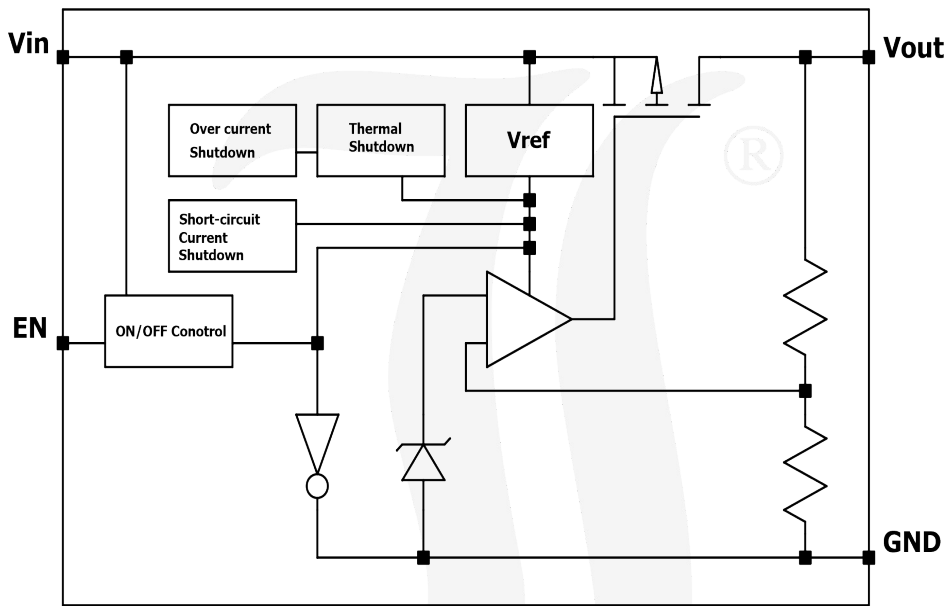 Vin
Vout
Over current
Shutdown
Thermal
Shutdown
Vref
®
Short-circuit
Current
Shutdown
EN
ON/OFF Conotrol
GND